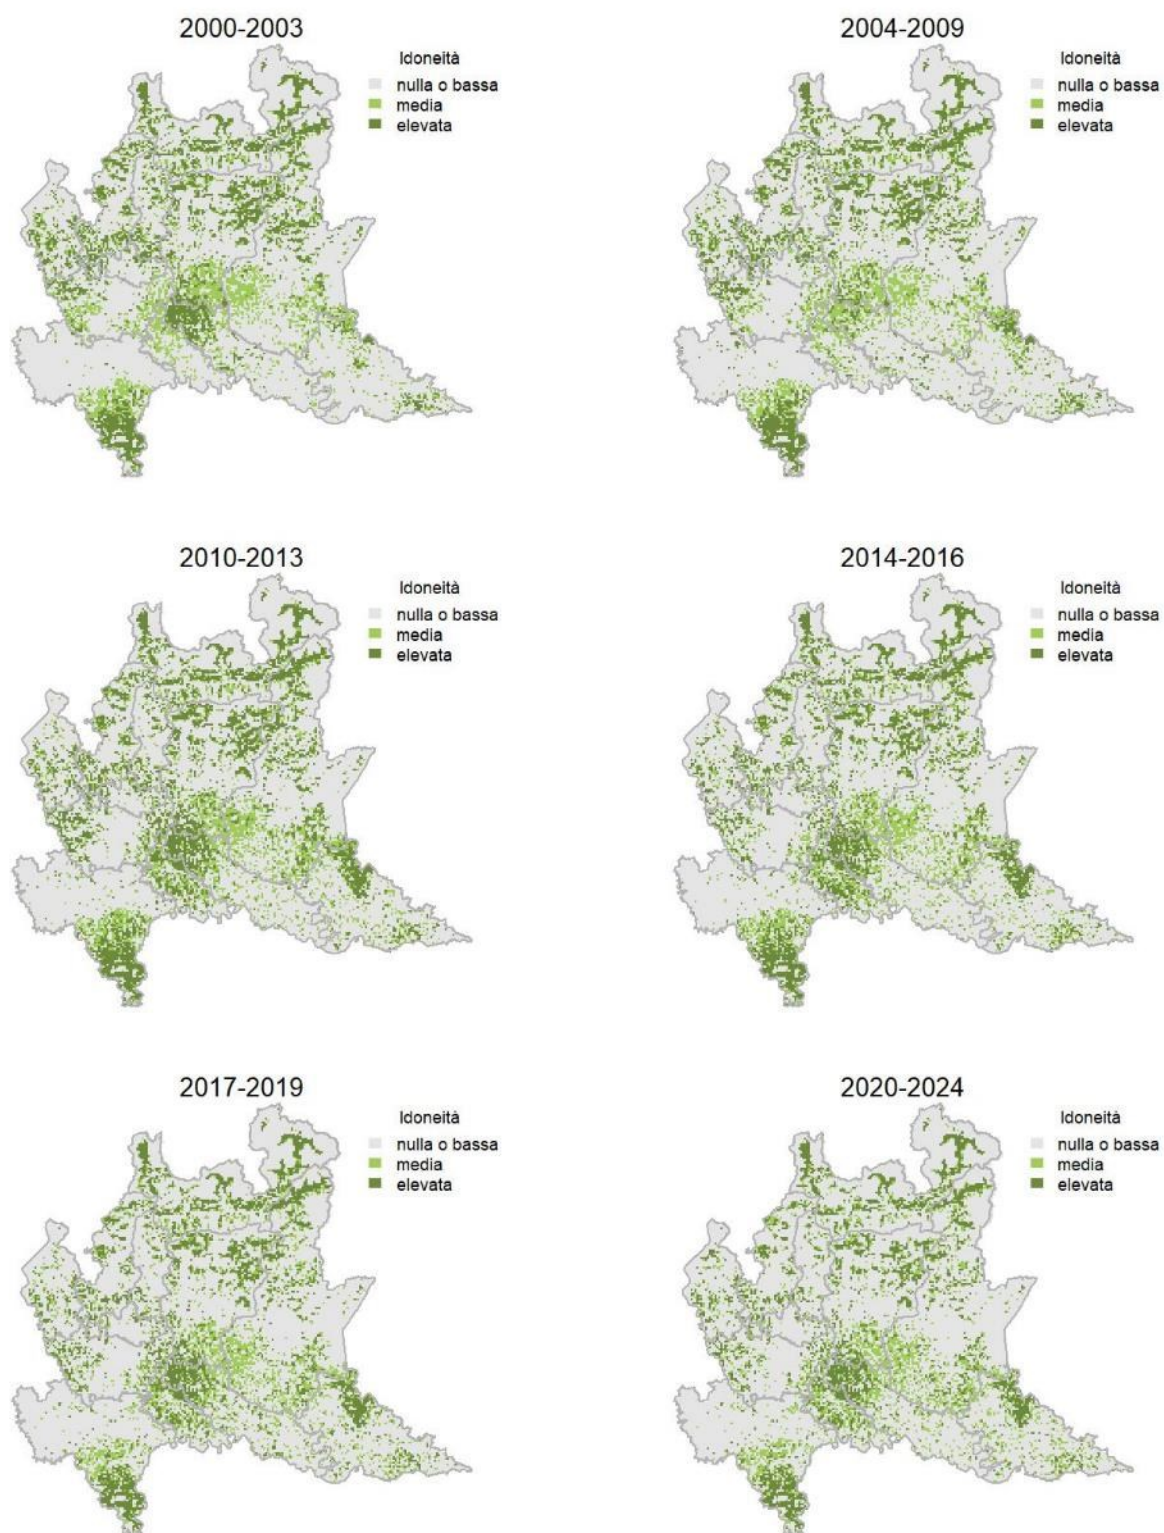 2000-2003
Idoneità
nulla o bassa
media
elevata
2004-2009
Idoneità
nulla o bassa
media
elevata
2010-2013
Idoneità
nulla o bassa
media
elevata
2014-2016
Idoneità
nulla o bassa
media
elevata
2017-2019
Idoneità
nulla o bassa
media
elevata
2020-2024
Idoneità
nulla o bassa
media
elevata